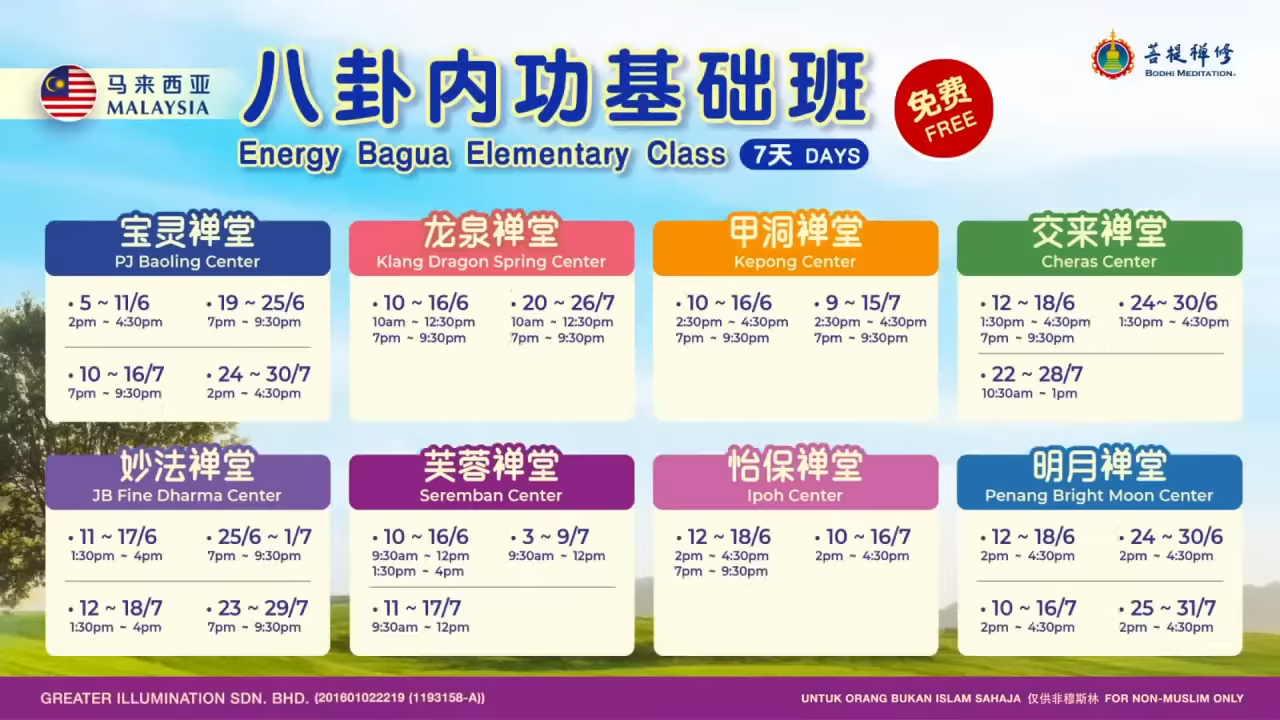 马来西亚
MALAYSIA
八卦内功基础班
Energy Bagua Elementary Class 7天 DAYS
免费
FREE
菩提禅修
BODHI MEDITATION®
宝灵禅堂
PJ Baoling Center
• 5 ~ 11/6
2pm ~ 4:30pm
• 19 ~ 25/6
7pm ~ 9:30pm
• 10 ~ 16/7
7pm ~ 9:30pm
• 24 ~ 30/7
2pm ~ 4:30pm
龙泉禅堂
Klang Dragon Spring Center
• 10 ~ 16/6
10am ~ 12:30pm
7pm ~ 9:30pm
• 20 ~ 26/7
10am ~ 12:30pm
7pm ~ 9:30pm
甲洞禅堂
Kepong Center
• 10 ~ 16/6
2:30pm ~ 4:30pm
7pm ~ 9:30pm
• 9 ~ 15/7
2:30pm ~ 4:30pm
7pm ~ 9:30pm
交来禅堂
Cheras Center
• 12 ~ 18/6
1:30pm ~ 4:30pm
7pm ~ 9:30pm
• 24~ 30/6
1:30pm ~ 4:30pm
• 22 ~ 28/7
10:30am ~ 1pm
妙法禅堂
JB Fine Dharma Center
• 11 ~ 17/6
1:30pm ~ 4pm
• 25/6 ~ 1/7
7pm ~ 9:30pm
• 12 ~ 18/7
1:30pm ~ 4pm
• 23 ~ 29/7
7pm ~ 9:30pm
芙蓉禅堂
Seremban Center
• 10 ~ 16/6
9:30am ~ 12pm
1:30pm ~ 4pm
• 3 ~ 9/7
9:30am ~ 12pm
• 11 ~ 17/7
9:30am ~ 12pm
怡保禅堂
Ipoh Center
• 12 ~ 18/6
2pm ~ 4:30pm
7pm ~ 9:30pm
• 10 ~ 16/7
2pm ~ 4:30pm
明月禅堂
Penang Bright Moon Center
• 12 ~ 18/6
2pm ~ 4:30pm
• 24 ~ 30/6
2pm ~ 4:30pm
• 10 ~ 16/7
2pm ~ 4:30pm
• 25 ~ 31/7
2pm ~ 4:30pm
GREATER ILLUMINATION SDN. BHD. (201601022219 (1193158-A))
UNTUK ORANG BUKAN ISLAM SAHAJA 仅供非穆斯林 FOR NON-MUSLIM ONLY